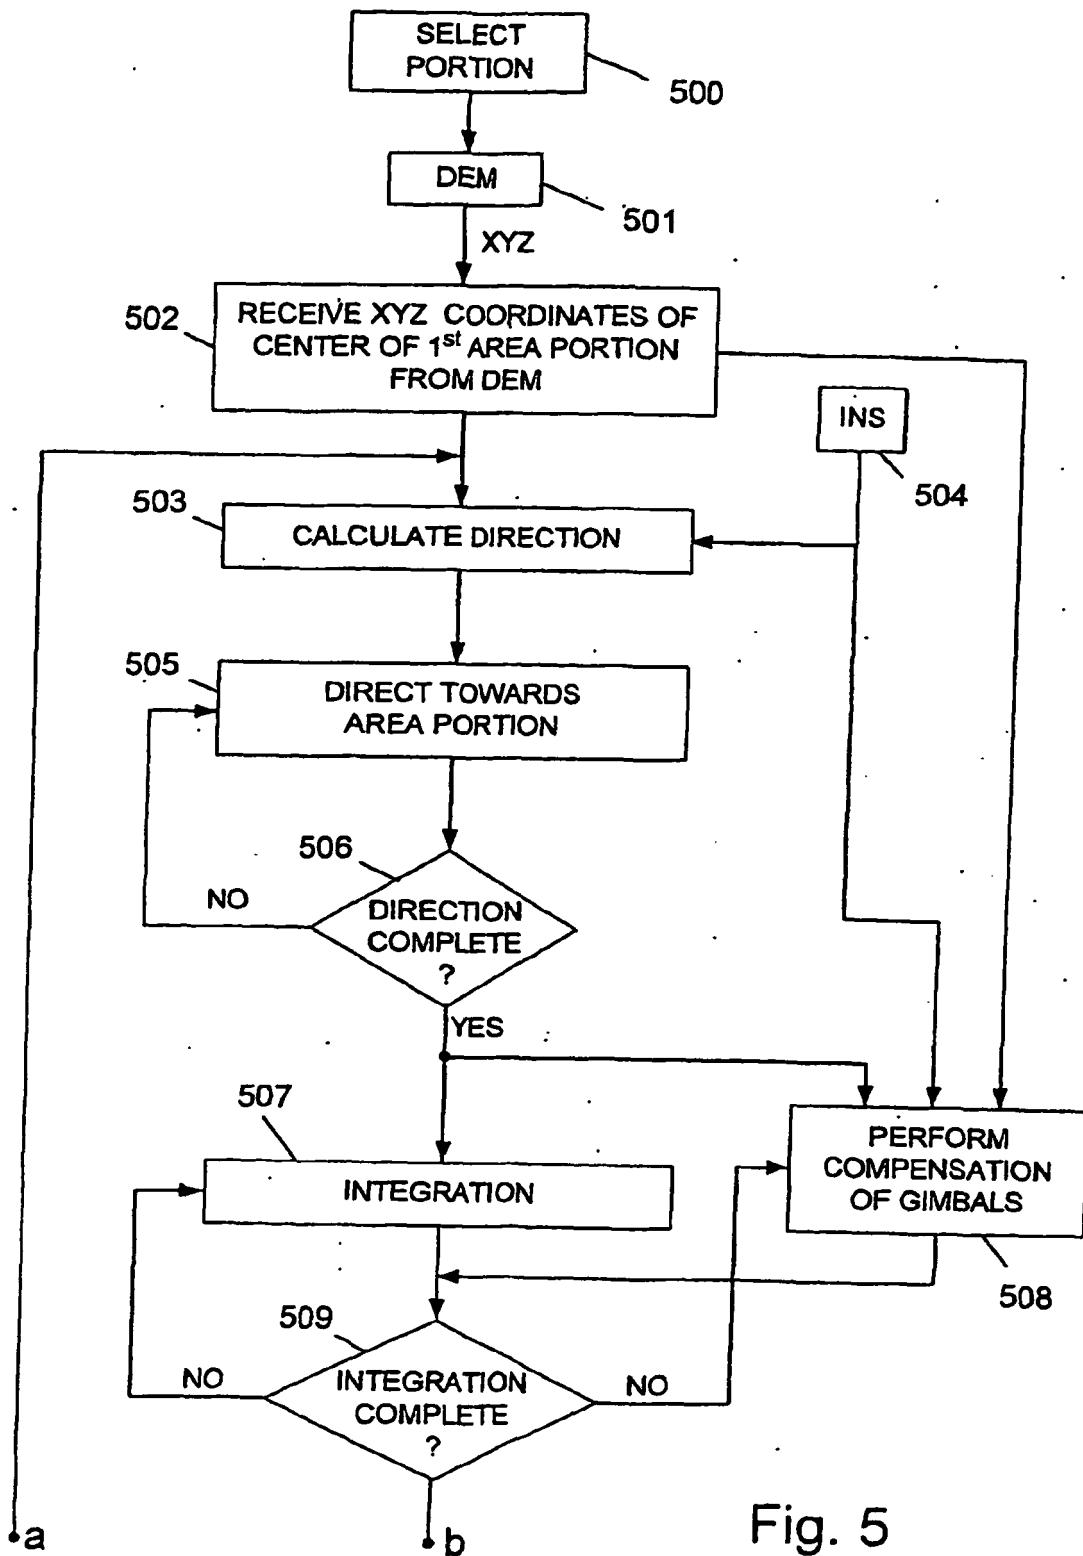 SELECT
PORTION
500
DEM
501
XYZ
502
RECEIVE XYZ COORDINATES OF
CENTER OF 1st AREA PORTION
FROM DEM
INS
504
503
CALCULATE DIRECTION
505
DIRECT TOWARDS
AREA PORTION
506
NO
DIRECTION
COMPLETE
?
YES
507
INTEGRATION
PERFORM
COMPENSATION
OF GIMBALS
508
509
NO
INTEGRATION
COMPLETE
?
NO
a
b
Fig. 5